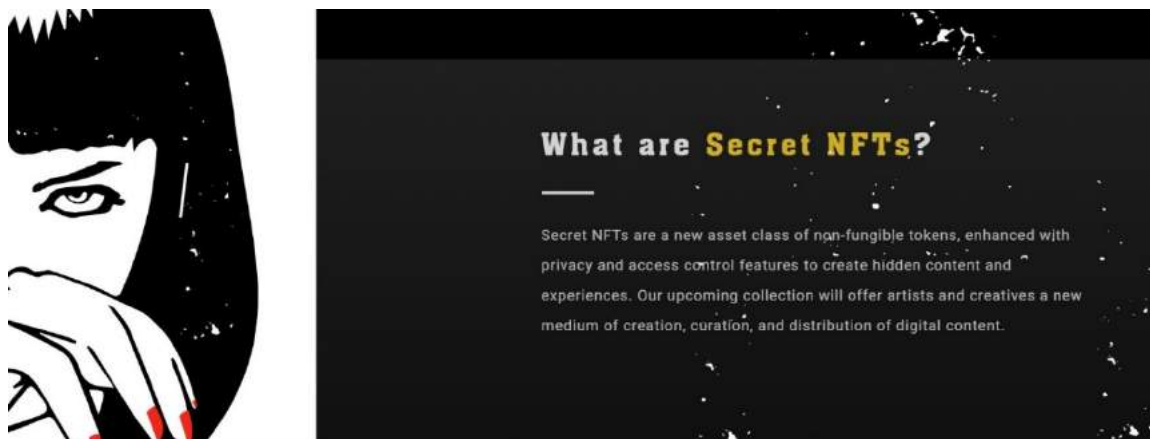 What are Secret NFTs?
Secret NFTs are a new asset class of non-fungible tokens, enhanced with
privacy and access control features to create hidden content and
experiences. Our upcoming collection will offer artists and creatives a new
medium of creation, curation, and distribution of digital content.